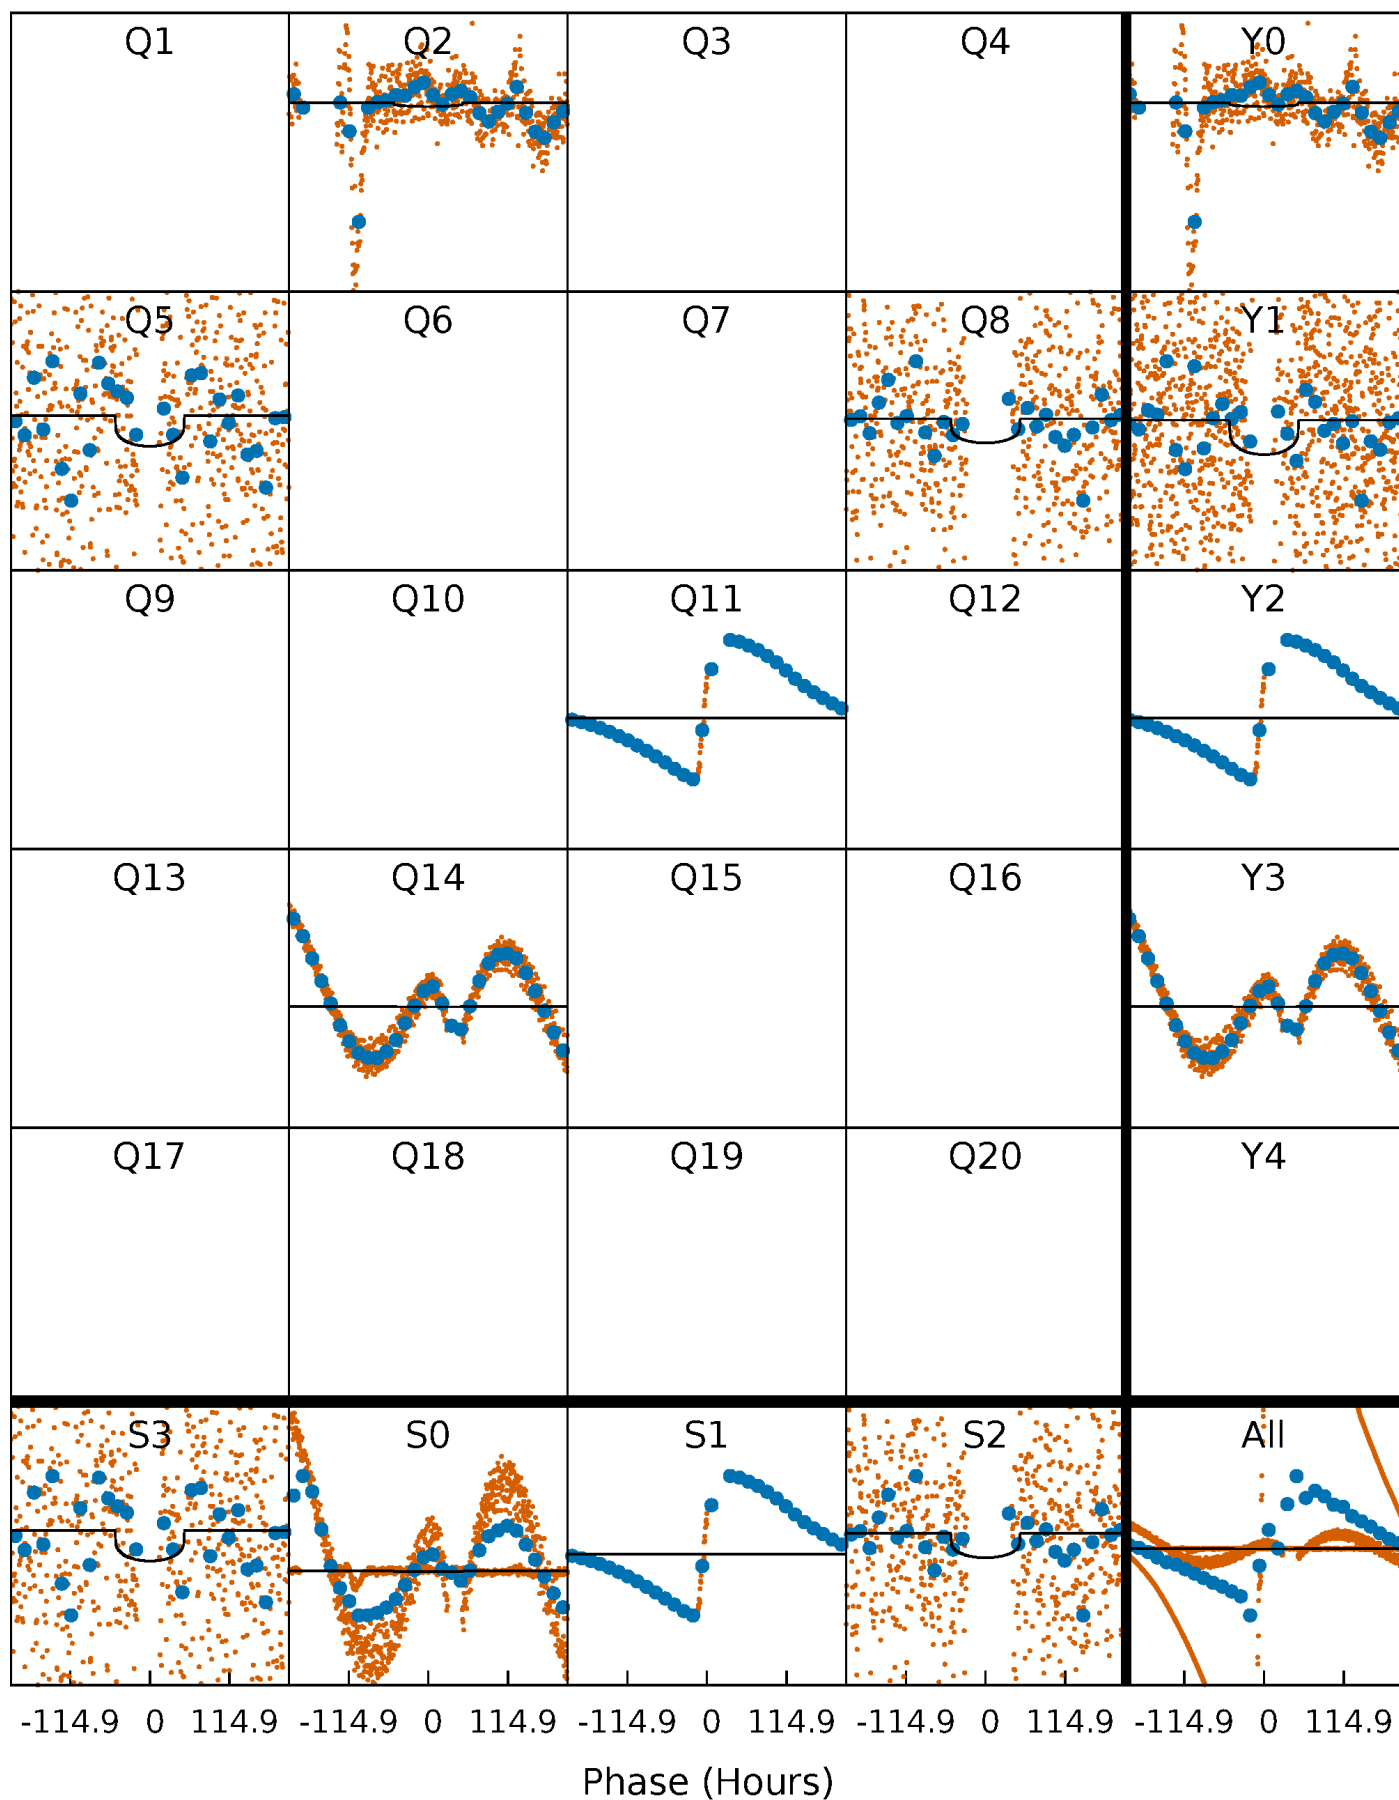 Q1 Q2 Q3 Q4 Y0
Q5 Q6 Q7 Q8 Y1
Q9 Q10 Q11 Q12 Y2
Q13 Q14 Q15 Q16 Y3
Q17 Q18 Q19 Q20 Y4
S3 S0 S1 S2 All
-114.9 0 114.9 -114.9 0 114.9 -114.9 0 114.9 -114.9 0 114.9 -114.9 0 114.9
Phase (Hours)